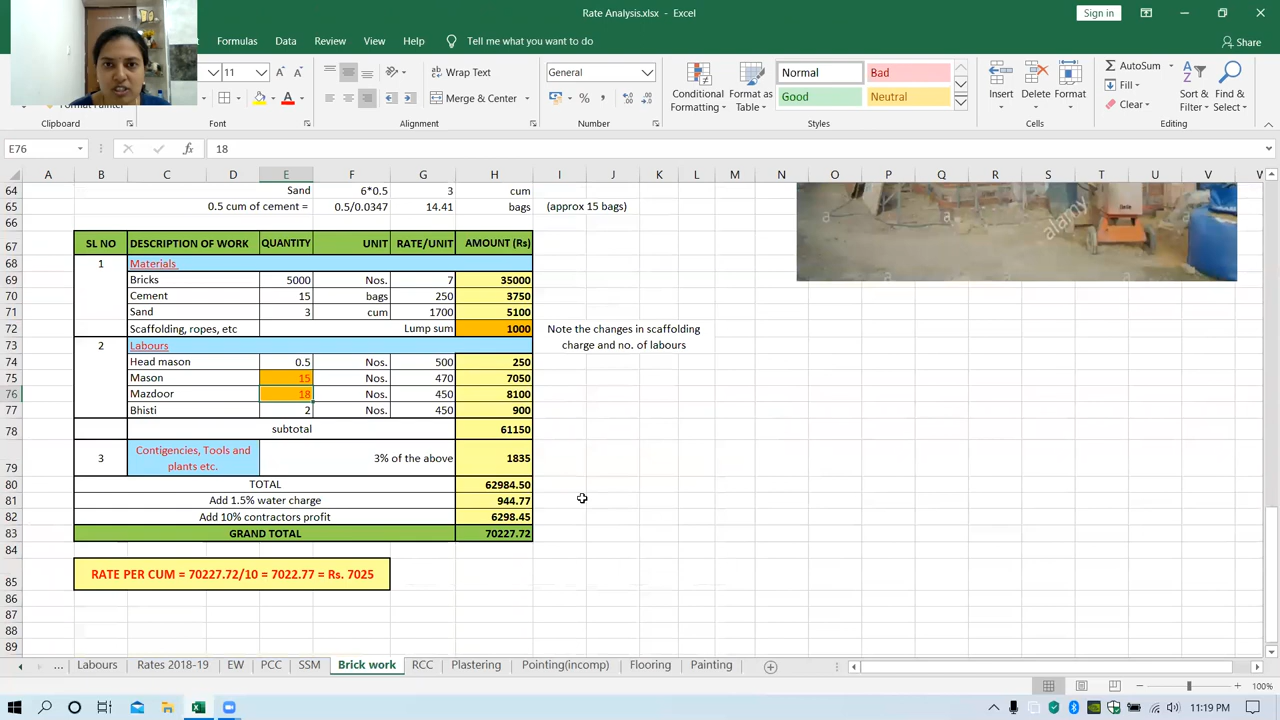 Rate Analysis.xlsx - Excel
Sign in
Formulas Data Review View Help Tell me what you want to do
Share
11
Wrap Text
General
Normal Bad
AutoSum
Merge & Center
Conditional Formatting
Format as Table
Good Neutral
Insert Delete Format
Fill
Clear
Sort & Filter
Find & Select
Clipboard Font Alignment Number Styles Cells Editing
E76 fx 18
A B C D E F G H I J K L M N O P Q R S T U V W
64 Sand 6*0.5 3 cum
65 0.5 cum of cement = 0.5/0.0347 14.41 bags (approx 15 bags)
66
67 SL NO DESCRIPTION OF WORK QUANTITY UNIT RATE/UNIT AMOUNT (Rs)
68 1 Materials
69 Bricks 5000 Nos. 7 35000
70 Cement 15 bags 250 3750
71 Sand 3 cum 1700 5100
72 Scaffolding, ropes, etc Lump sum 1000 Note the changes in scaffolding
73 2 Labours charge and no. of labours
74 Head mason 0.5 Nos. 500 250
75 Mason 15 Nos. 470 7050
76 Mazdoor 18 Nos. 450 8100
77 Bhisti 2 Nos. 450 900
78 subtotal 61150
79 3 Contigencies, Tools and plants etc. 3% of the above 1835
80 TOTAL 62984.50
81 Add 1.5% water charge 944.77
82 Add 10% contractors profit 6298.45
83 GRAND TOTAL 70227.72
84
85 RATE PER CUM = 70227.72/10 = 7022.77 = Rs. 7025
86
87
88
89
alamy
a a a
... Labours Rates 2018-19 EW PCC SSM Brick work RCC Plastering Pointing(incomp) Flooring Painting
100%
11:19 PM